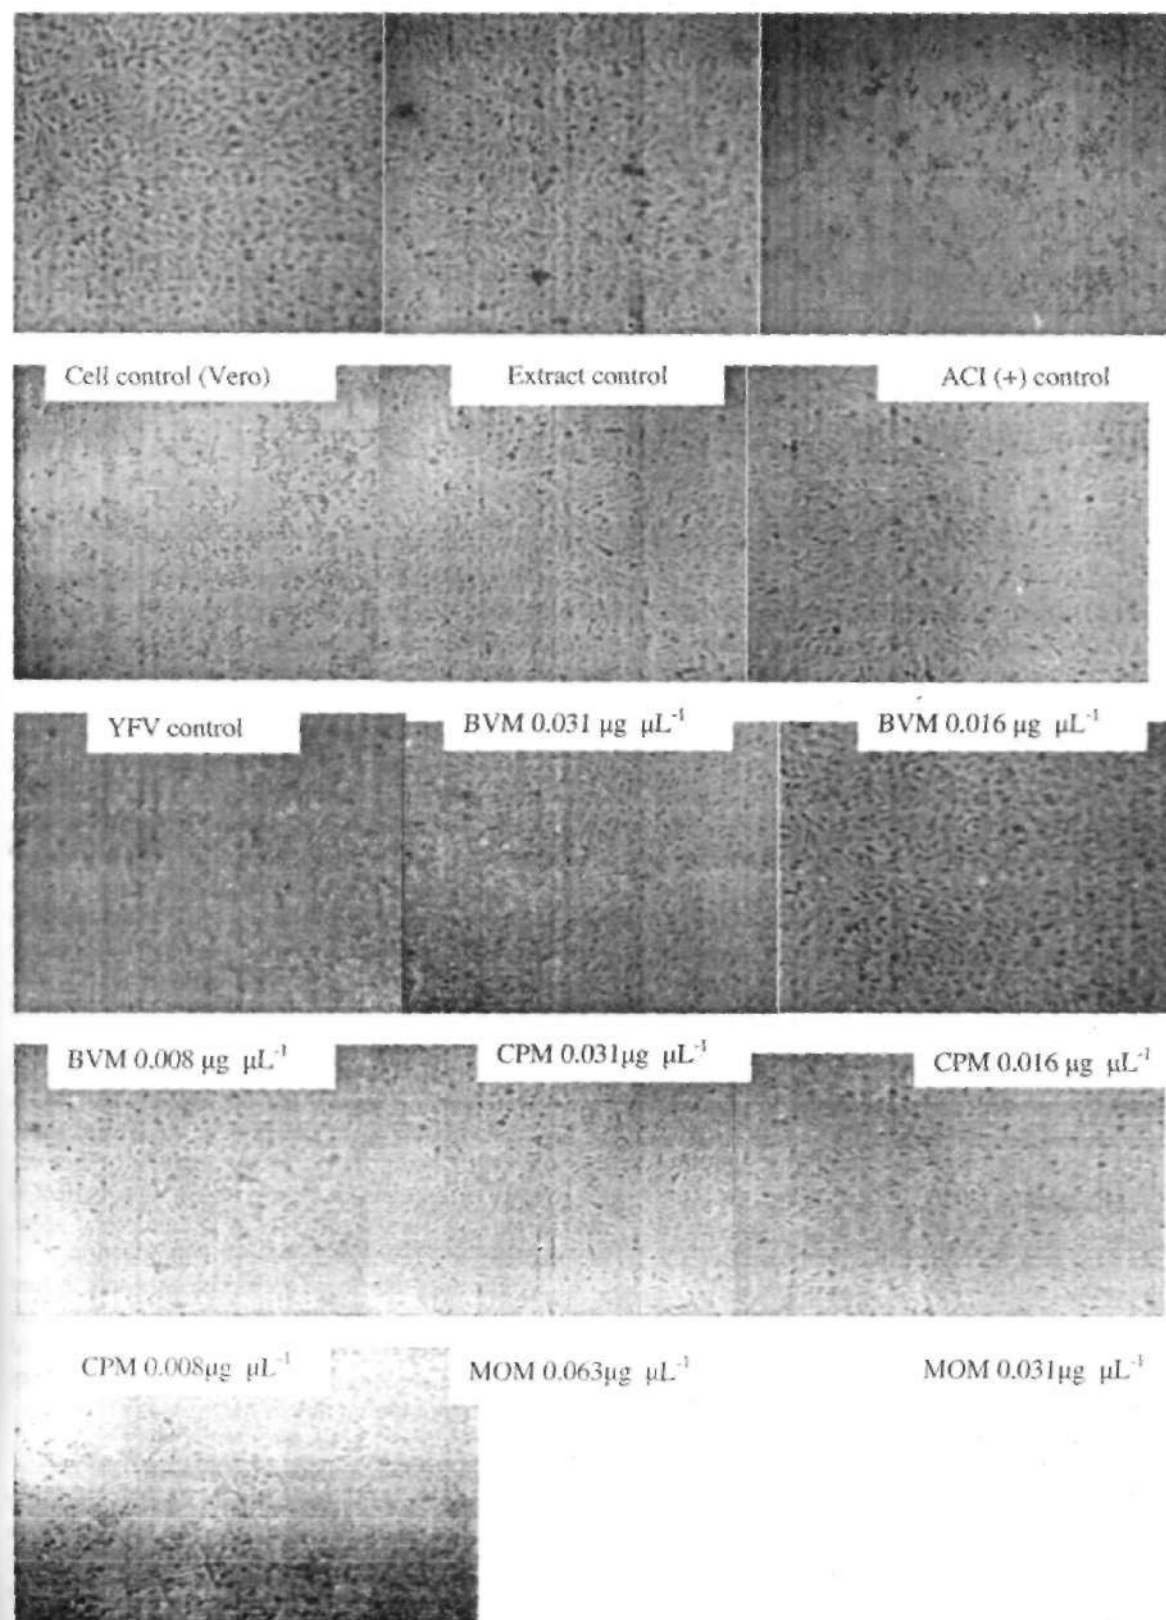 Cell control (Vero)
Extract control
ACI (+) control
YFV control
BVM 0.031 µg µL⁻¹
BVM 0.016 µg µL⁻¹
BVM 0.008 µg µL⁻¹
CPM 0.031µg µL⁻¹
CPM 0.016 µg µL⁻¹
CPM 0.008µg µL⁻¹
MOM 0.063µg µL⁻¹
MOM 0.031µg µL⁻¹